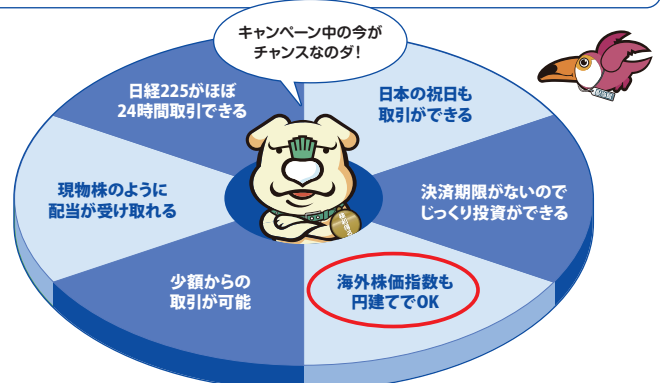 キャンペーン中の今が
チャンスなのダ!
日経225がほぼ
24時間取引できる
日本の祝日も
取引ができる
現物株のように
配当が受け取れる
決済期限がないので
じっくり投資ができる
少額からの
取引が可能
海外株価指数も
円建てでOK